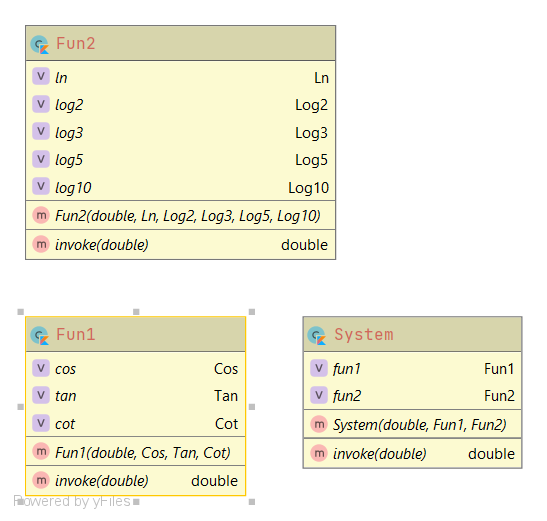 Fun2
ln Ln
log2 Log2
log3 Log3
log5 Log5
log10 Log10
Fun2(double, Ln, Log2, Log3, Log5, Log10)
invoke(double) double
Fun1
cos Cos
tan Tan
cot Cot
Fun1(double, Cos, Tan, Cot)
invoke(double) double
System
fun1 Fun1
fun2 Fun2
System(double, Fun1, Fun2)
invoke(double) double
Powered by yFiles